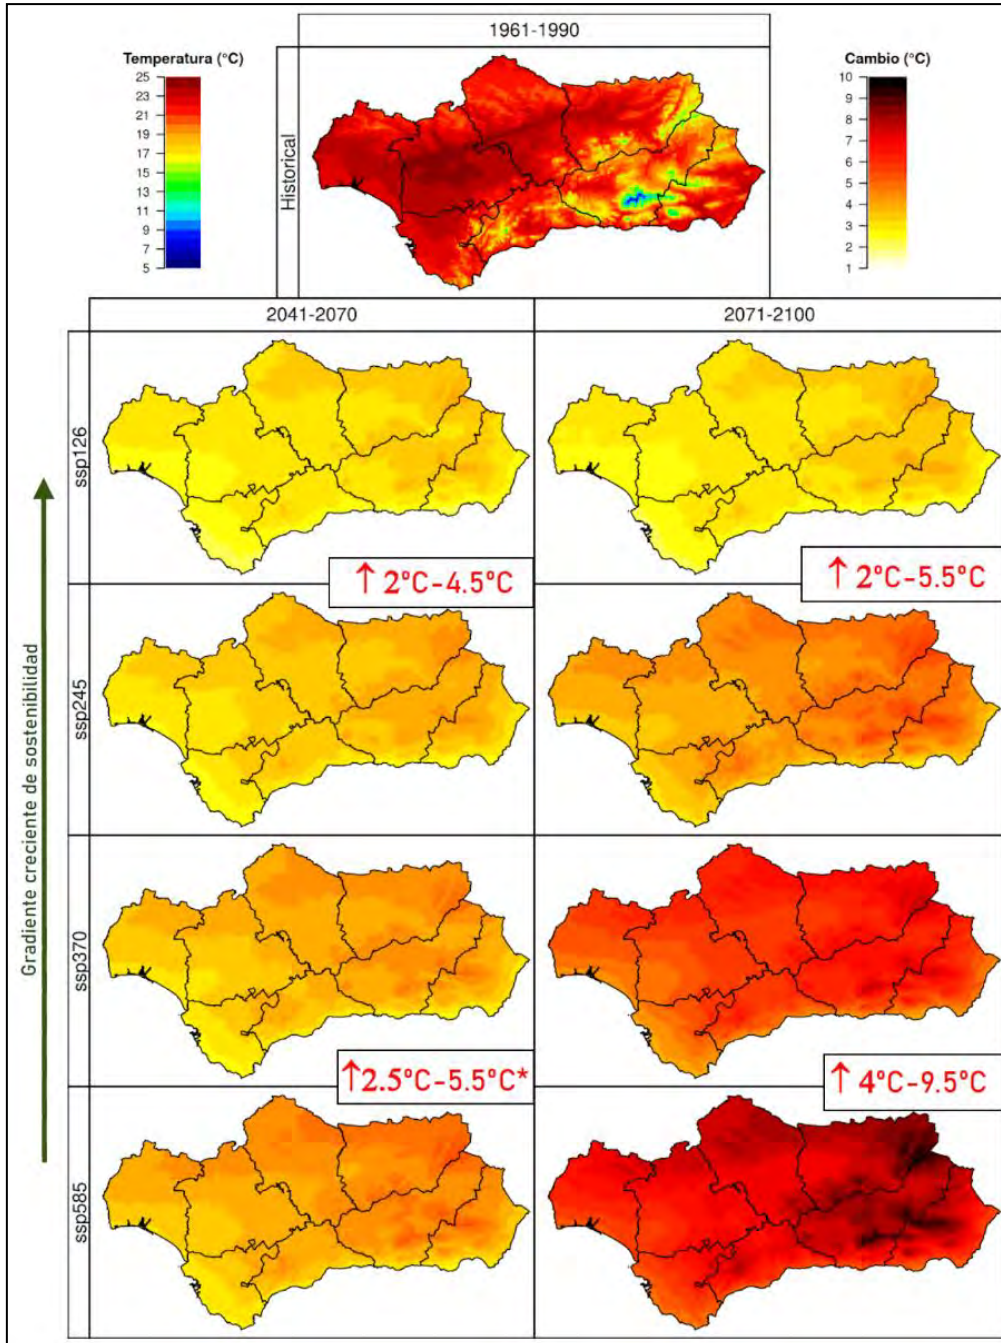 1961-1990
Temperatura (°C)
25
23
21
19
17
15
13
11
9
7
5
Historical
Cambio (°C)
10
9
8
7
6
5
4
3
2
1
2041-2070
2071-2100
ssp126
↑ 2°C-4.5°C
↑ 2°C-5.5°C
Gradiente creciente de sostenibilidad
ssp245
ssp370
↑2.5°C-5.5°C*
↑ 4°C-9.5°C
ssp585